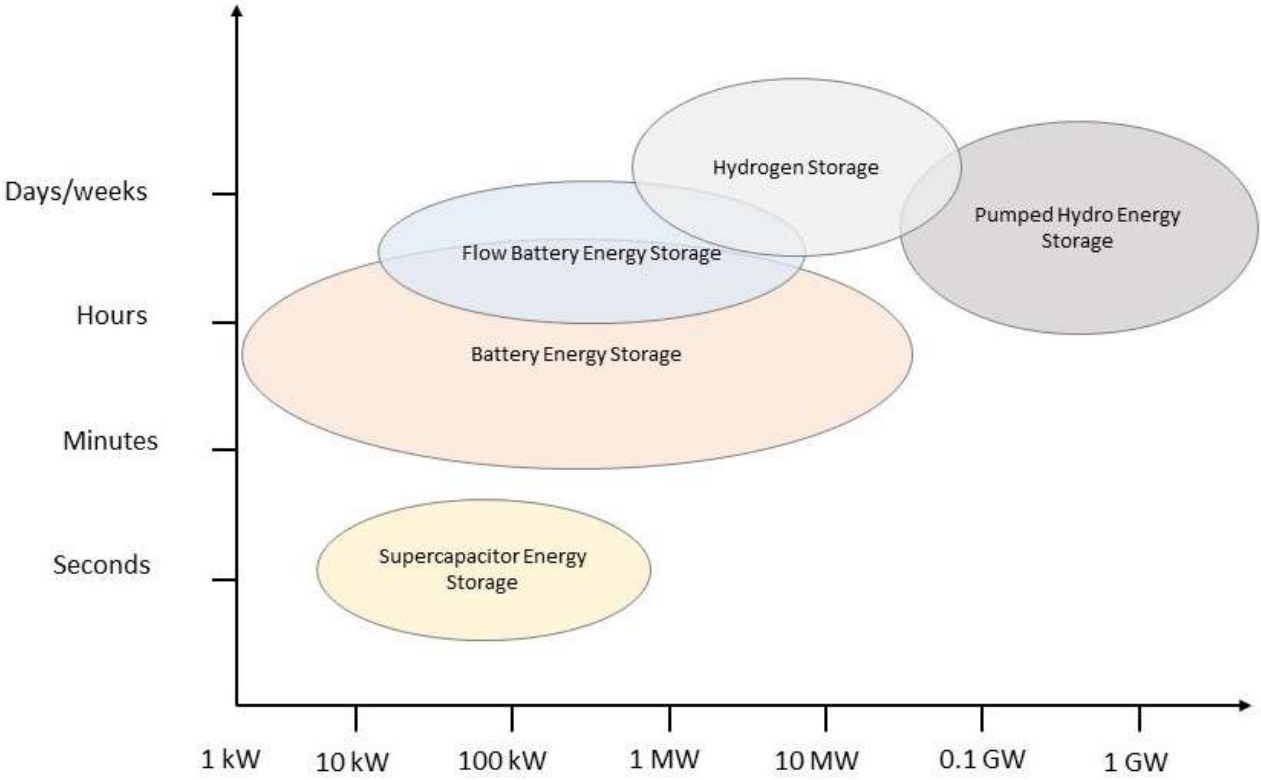 Hydrogen Storage
Days/weeks
Pumped Hydro Energy
Storage
Flow Battery Energy Storage
Hours
Battery Energy Storage
Minutes
Supercapacitor Energy
Storage
Seconds
1 kW
10 kW
100 kW
1 MW
10 MW
0.1 GW
1 GW